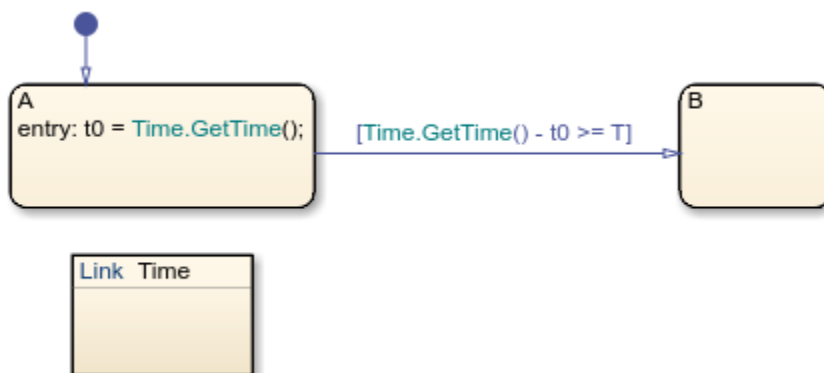 A
entry: t0 = Time.GetTime();
[Time.GetTime() - t0 >= T]
B
Link Time